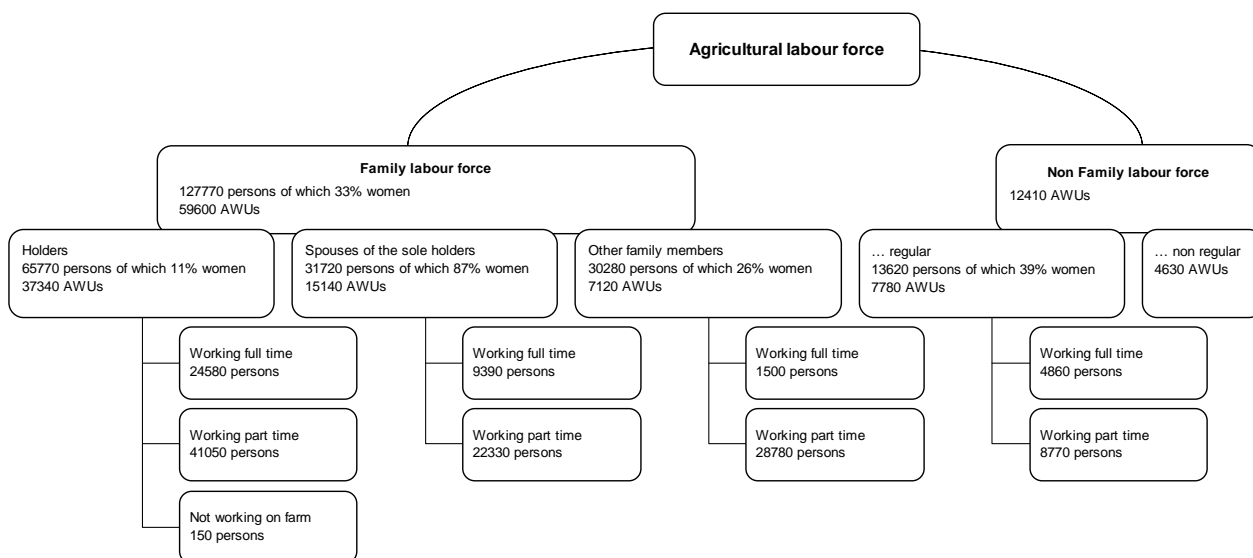 Agricultural labour force
Family labour force
127770 persons of which 33% women
59600 AWUs
Non Family labour force
12410 AWUs
Holders
65770 persons of which 11% women
37340 AWUs
Spouses of the sole holders
31720 persons of which 87% women
15140 AWUs
Other family members
30280 persons of which 26% women
7120 AWUs
... regular
13620 persons of which 39% women
7780 AWUs
... non regular
4630 AWUs
Working full time
24580 persons
Working full time
9390 persons
Working full time
1500 persons
Working full time
4860 persons
Working part time
41050 persons
Working part time
22330 persons
Working part time
28780 persons
Working part time
8770 persons
Not working on farm
150 persons